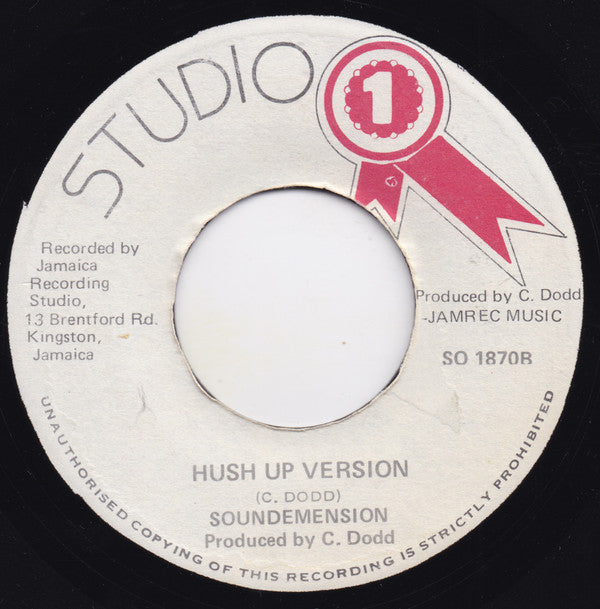 STUDIO
1
Recorded by
Jamaica
Recording
Studio,
13 Brentford Rd.
Kingston,
Jamaica
Produced by C. Dodd
-JAMREC MUSIC
SO 1870B
HUSH UP VERSION
(C. DODD)
SOUNDEMENSION
Produced by C. Dodd
UNAUTHORISED COPYING OF THIS RECORDING IS STRICTLY PROHIBITED